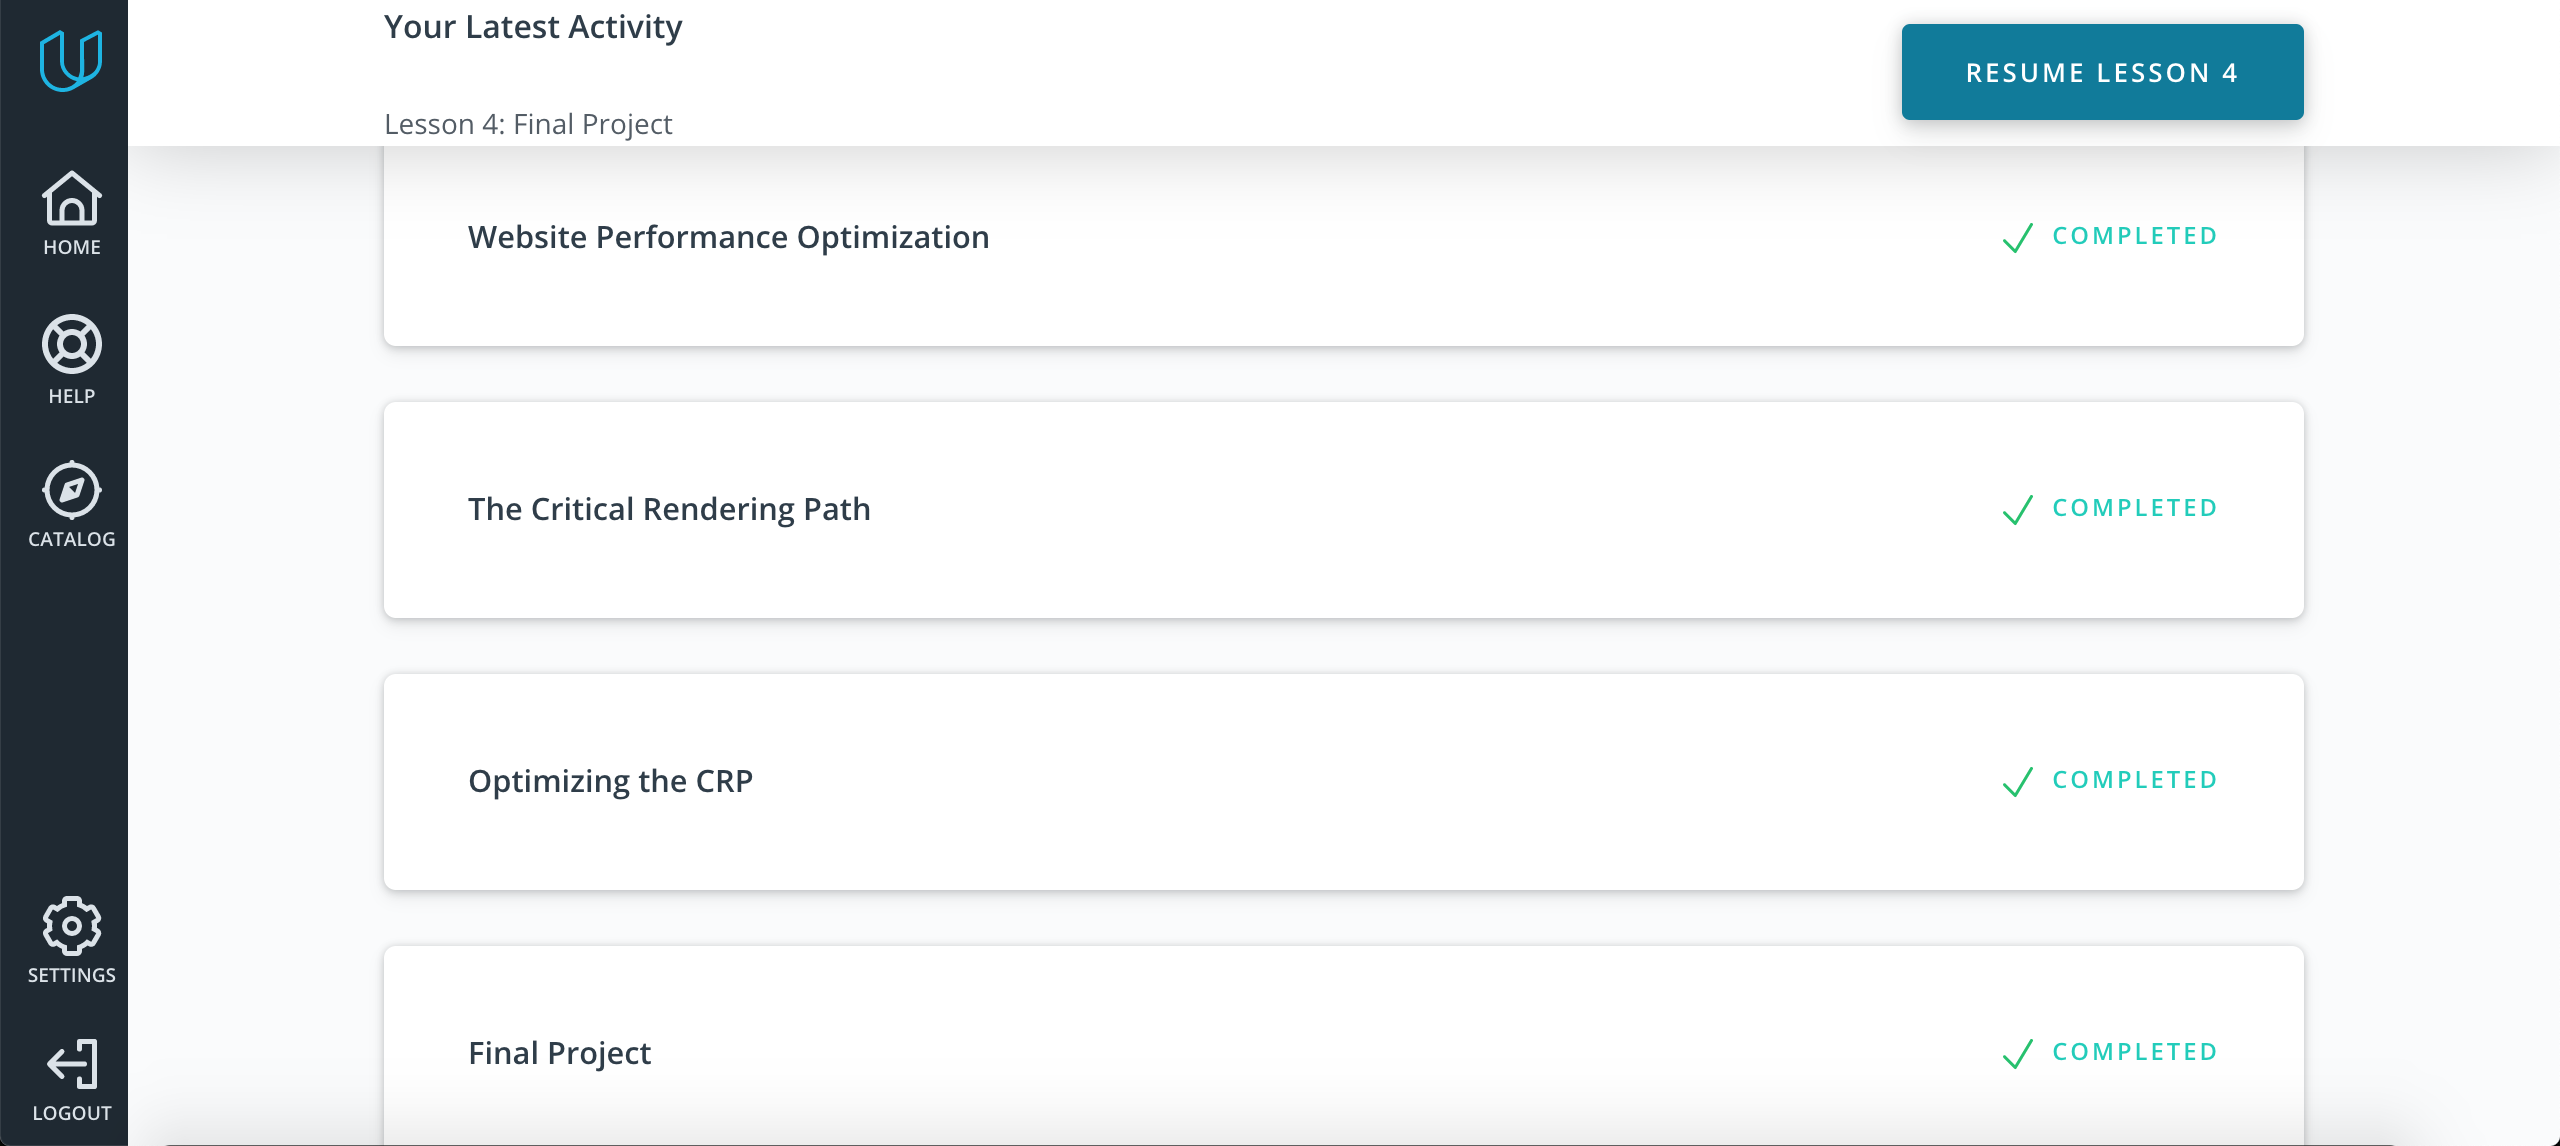 Your Latest Activity
RESUME LESSON 4
Lesson 4: Final Project
HOME
HELP
CATALOG
SETTINGS
LOGOUT
Website Performance Optimization
COMPLETED
The Critical Rendering Path
COMPLETED
Optimizing the CRP
COMPLETED
Final Project
COMPLETED